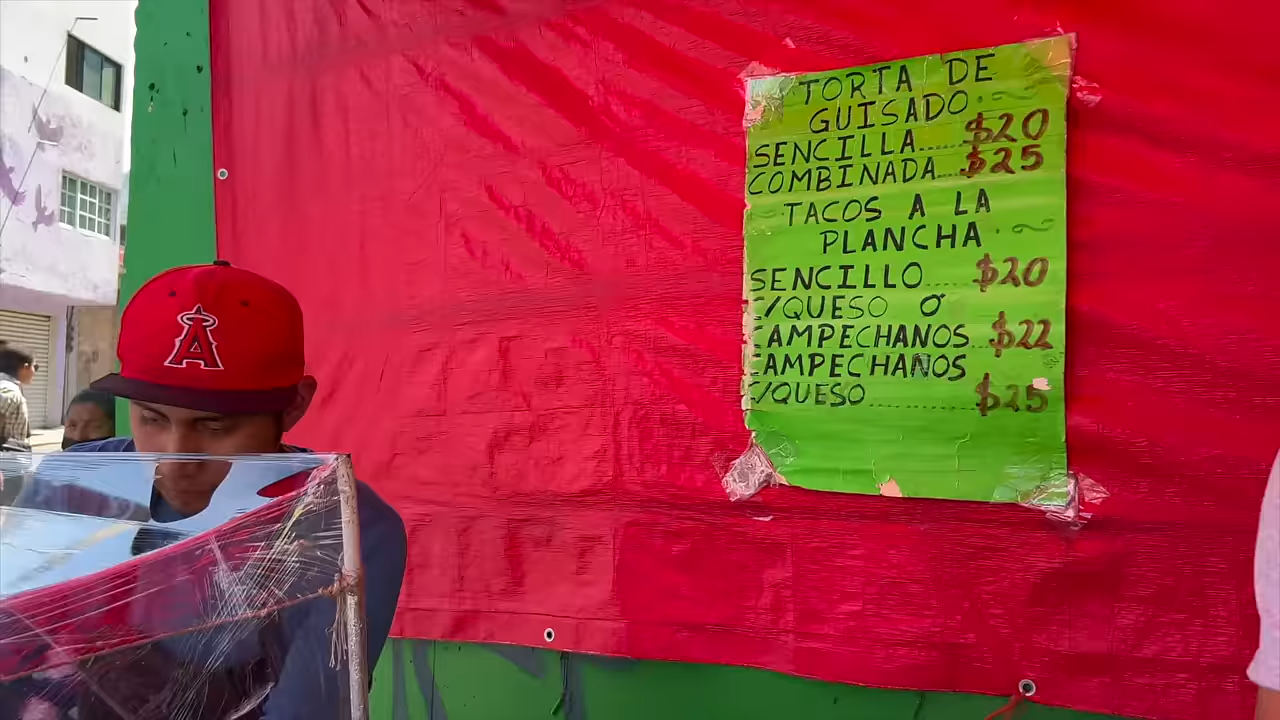 TORTA DE
GUISADO
SENCILLA...... $20
COMBINADA... $25
TACOS A LA
PLANCHA
SENCILLO.... $20
C/QUESO Ó
CAMPECHANOS.. $22
CAMPECHANOS
C/QUESO............ $25
A